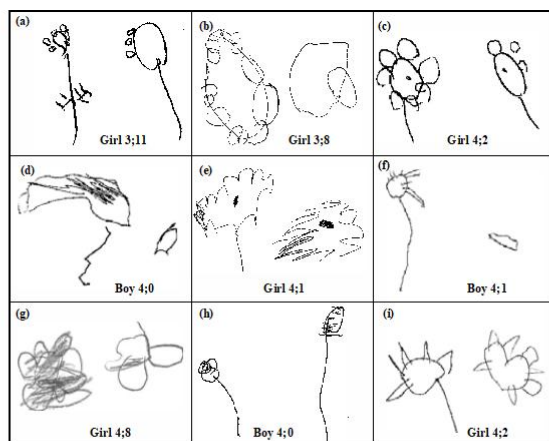 (a)
Girl 3;11
(b)
Girl 3;8
(c)
Girl 4;2
(d)
Boy 4;0
(e)
Girl 4;1
(f)
Boy 4;1
(g)
Girl 4;8
(h)
Boy 4;0
(i)
Girl 4;2